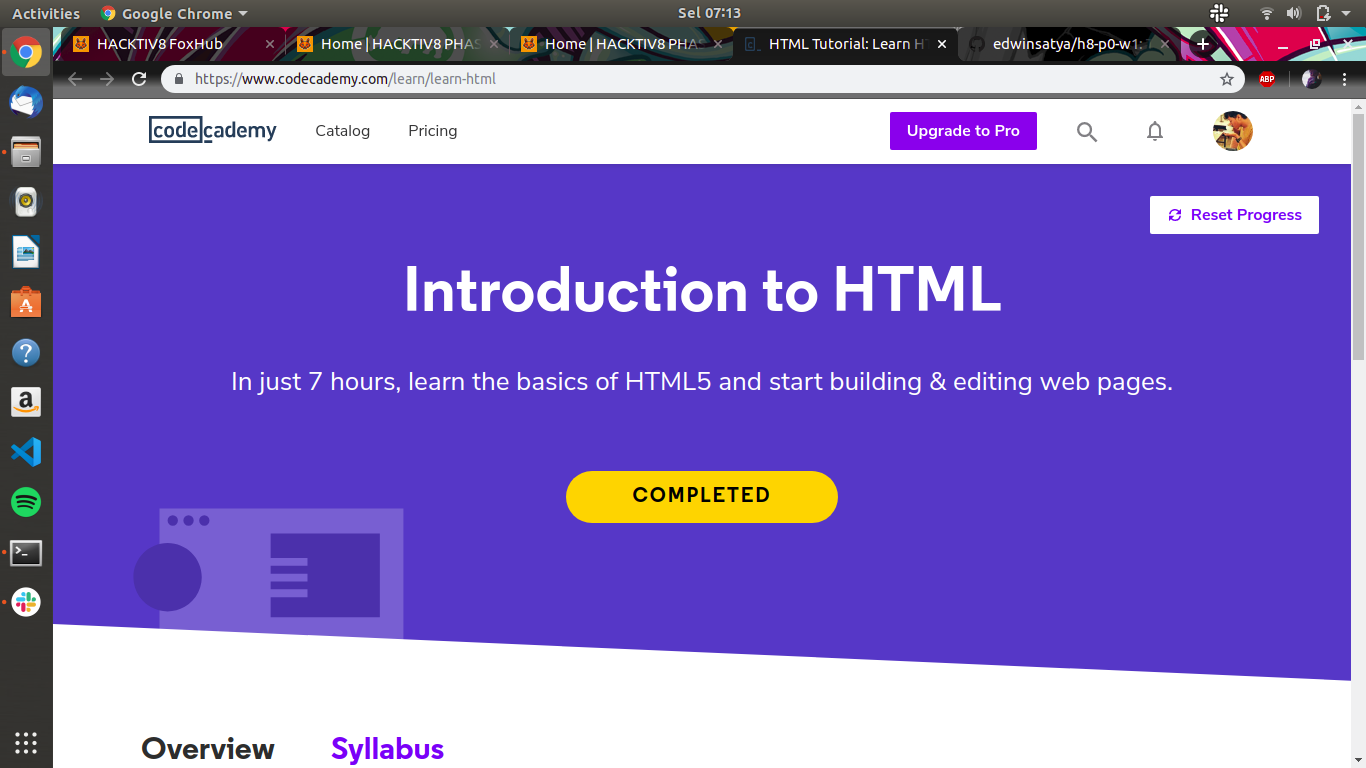 Activities Google Chrome Sel 07:13
HACKTIV8 FoxHub Home | HACKTIV8 PHAS Home | HACKTIV8 PHAS HTML Tutorial: Learn H edwinsatya/h8-p0-w1:
https://www.codecademy.com/learn/learn-html ABP
codecademy Catalog Pricing Upgrade to Pro
Reset Progress
Introduction to HTML
In just 7 hours, learn the basics of HTML5 and start building & editing web pages.
COMPLETED
Overview Syllabus